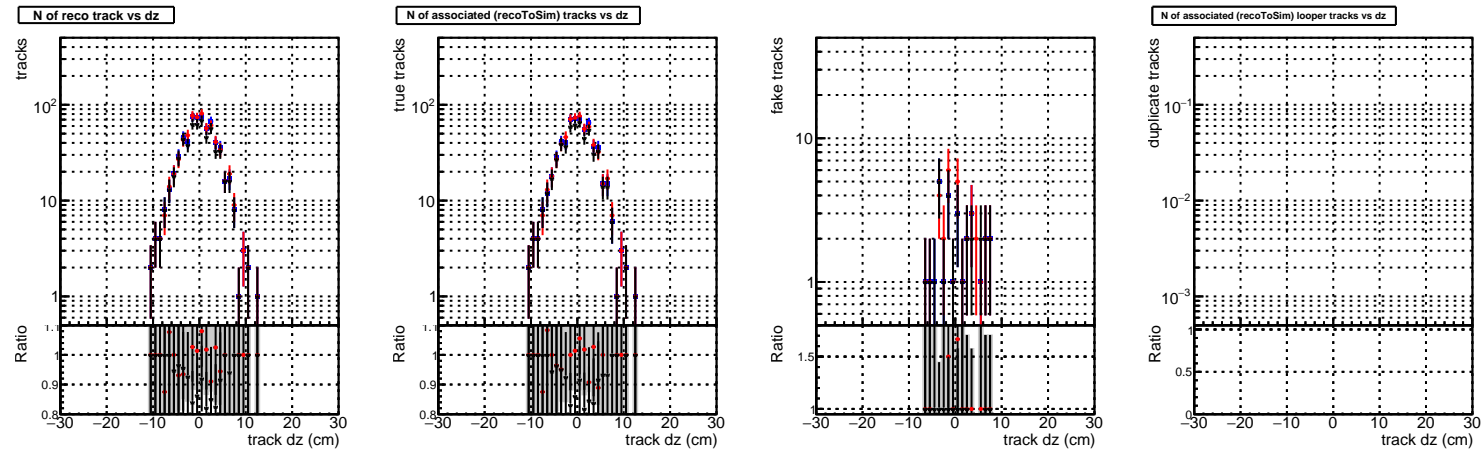 N of reco track vs dz
tracks
10²
10
1
Ratio
1.1
1
0.9
0.8
−30 −20 −10 0 10 20 30
track dz (cm)
N of associated (recoToSim) tracks vs dz
true tracks
10²
10
1
Ratio
1.1
1
0.9
0.8
−30 −20 −10 0 10 20 30
track dz (cm)
fake tracks
10
1
Ratio
1.5
1
−30 −20 −10 0 10 20 30
track dz (cm)
N of associated (recoToSim) looper tracks vs dz
duplicate tracks
10⁻¹
10⁻²
10⁻³
Ratio
1
0.5
0
−30 −20 −10 0 10 20 30
track dz (cm)